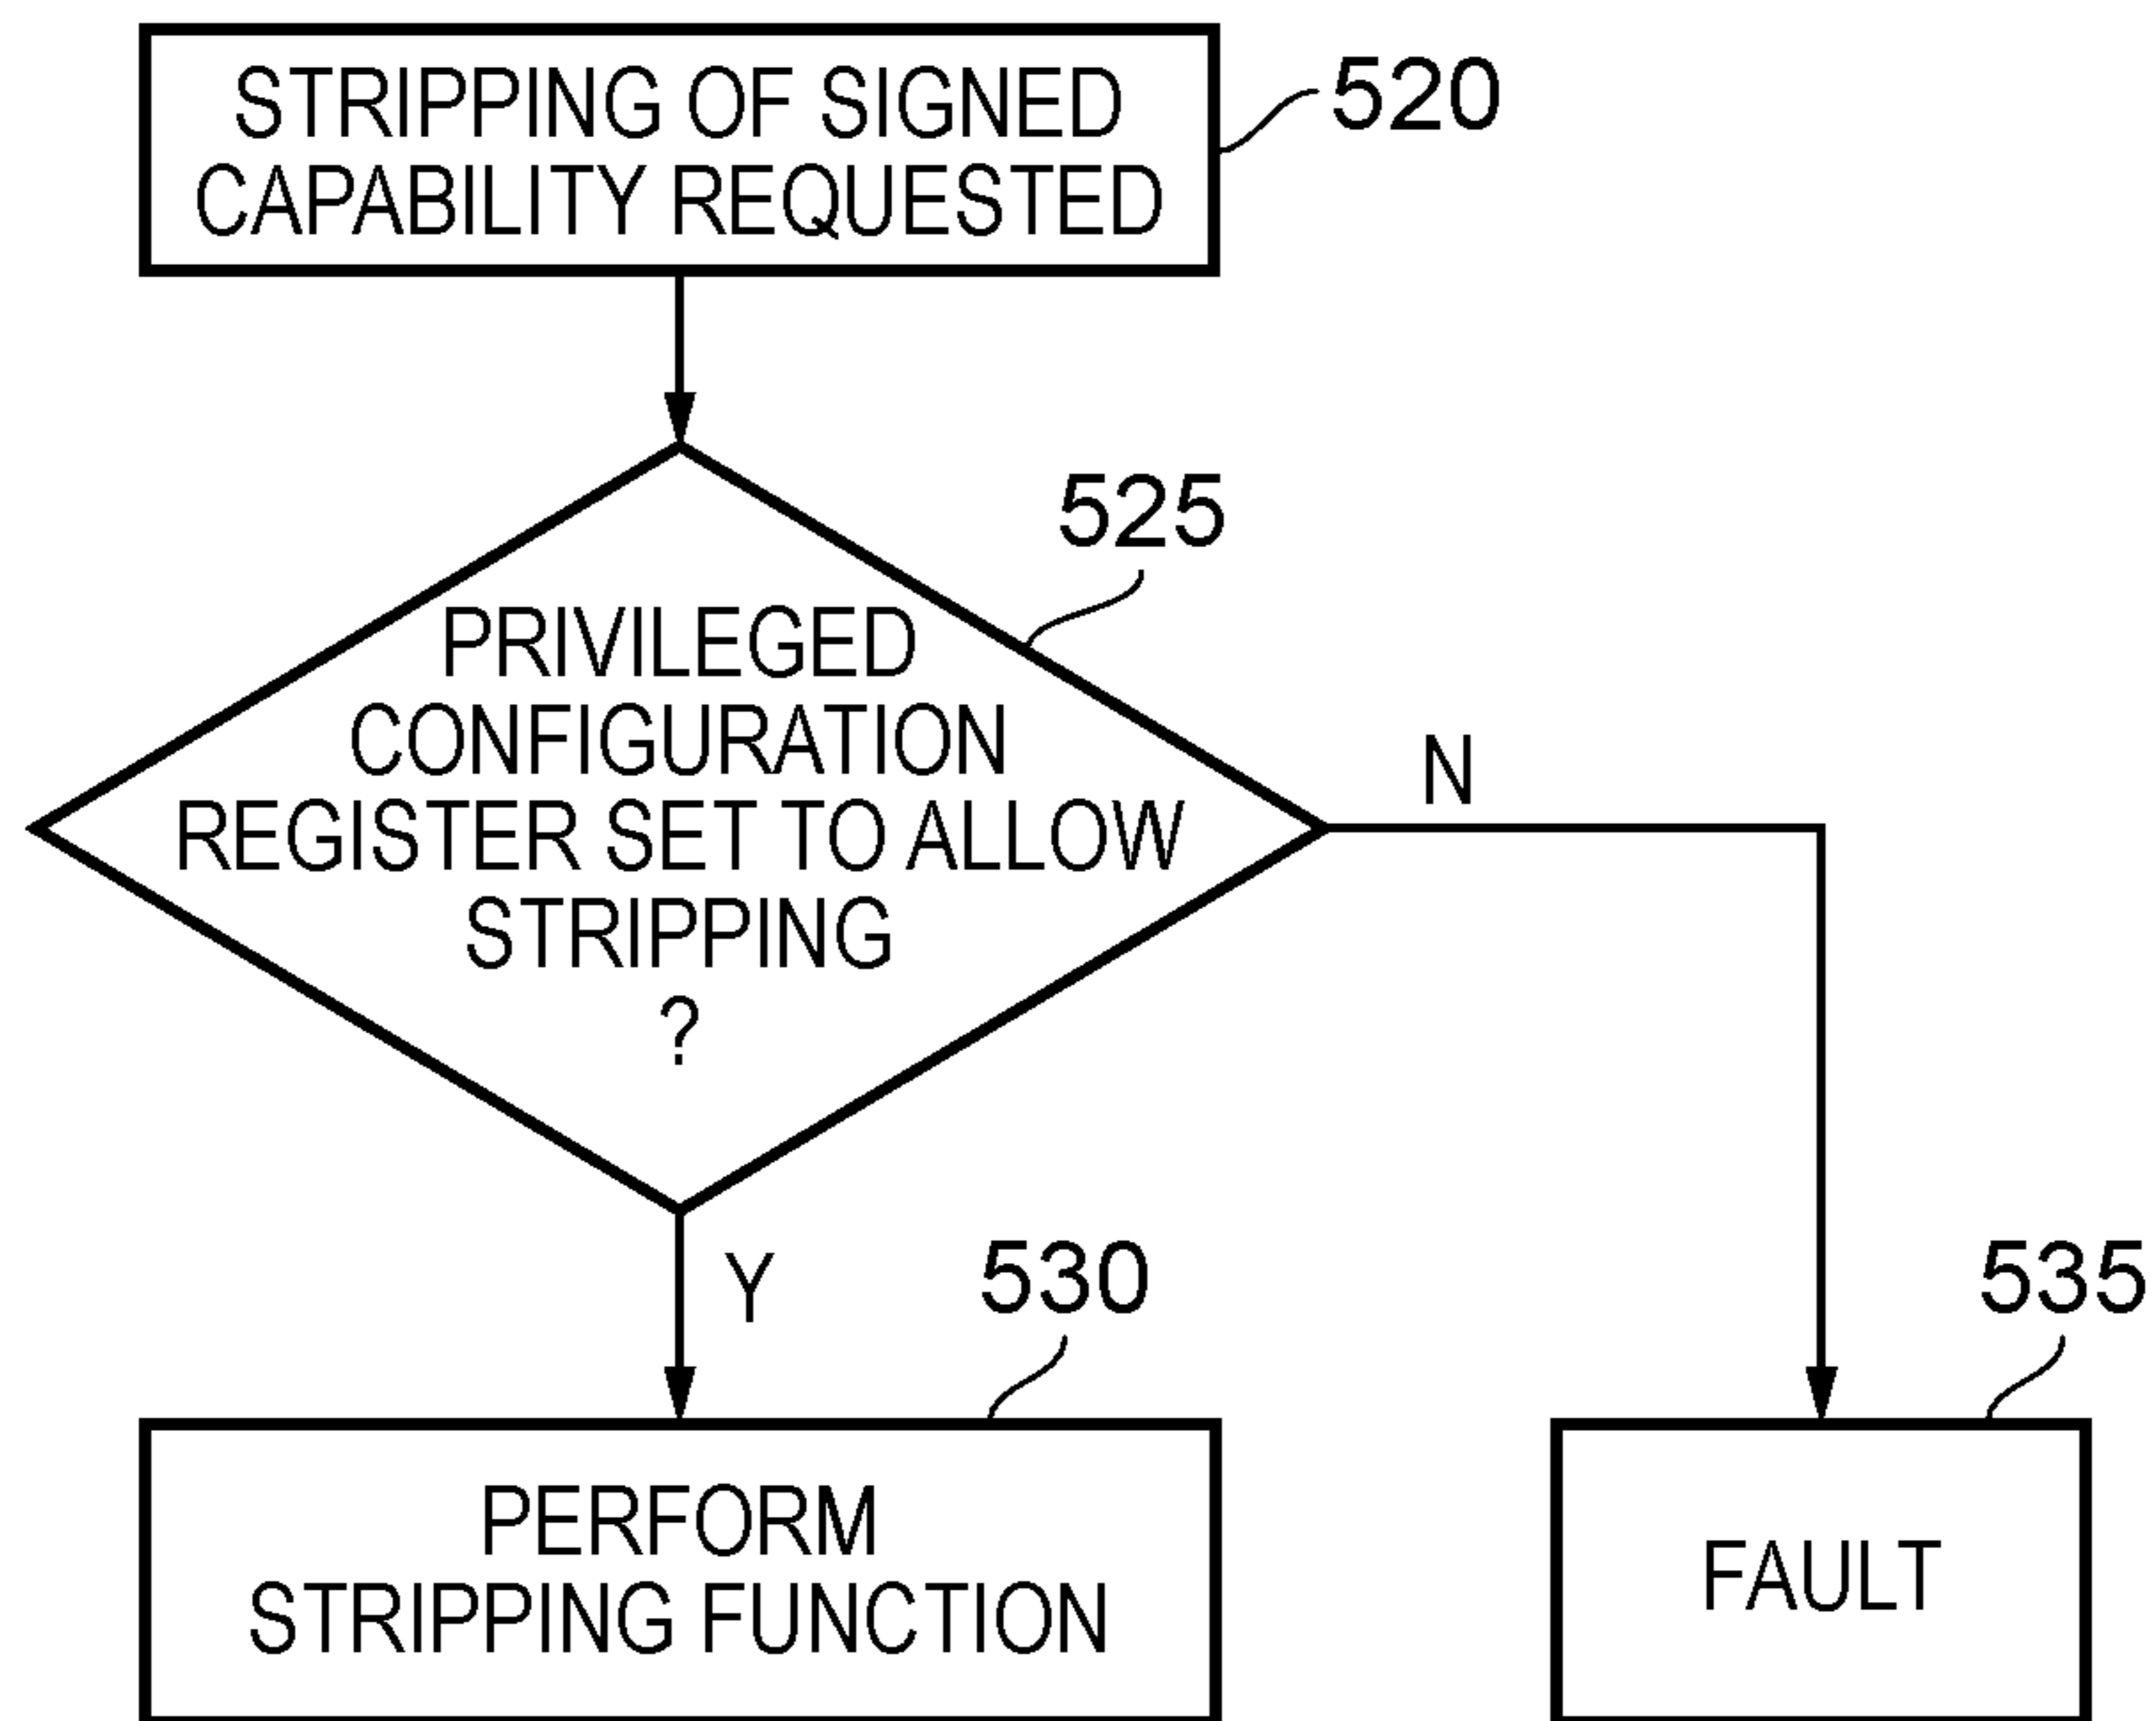 STRIPPING OF SIGNED
CAPABILITY REQUESTED
520
525
PRIVILEGED
CONFIGURATION
REGISTER SET TO ALLOW
STRIPPING
?
N
Y
530
535
PERFORM
STRIPPING FUNCTION
FAULT